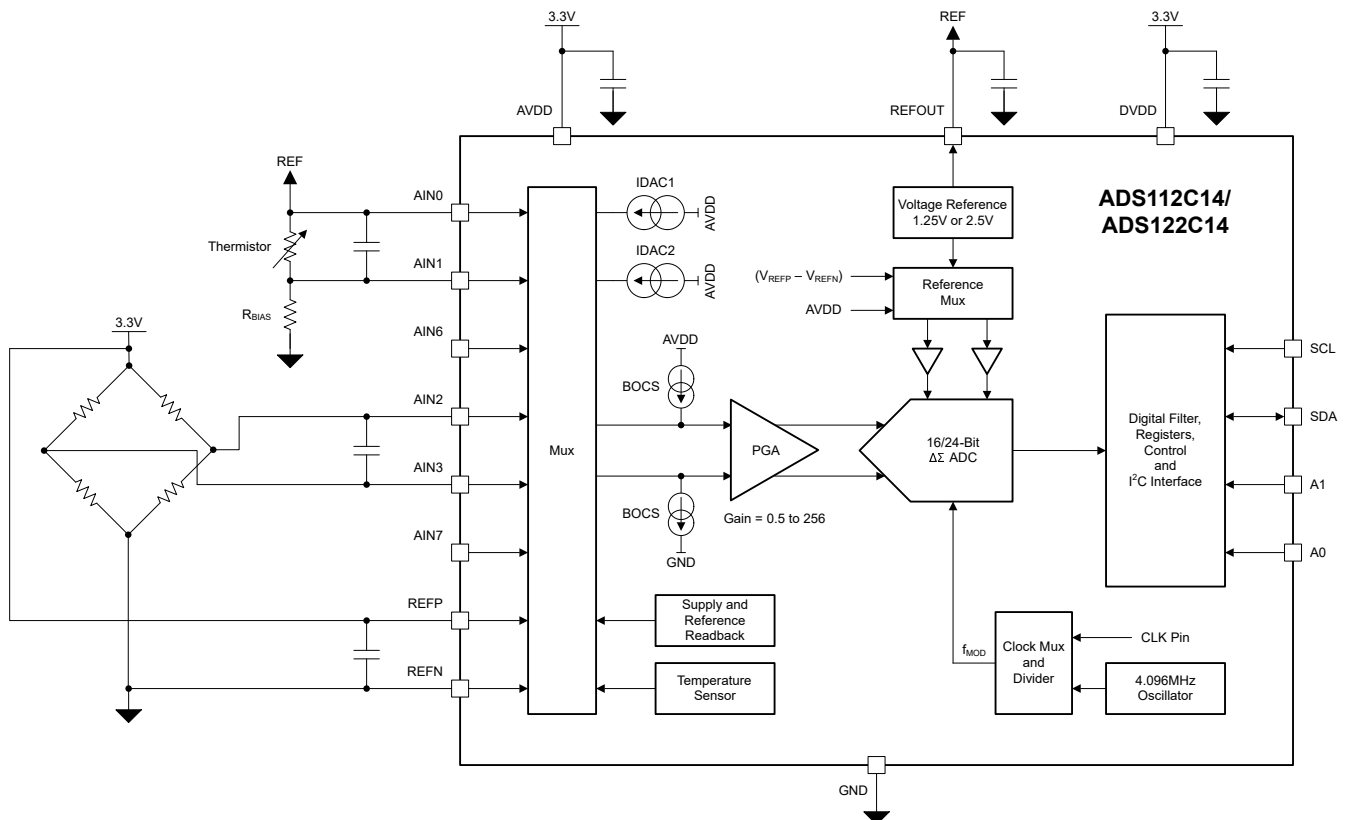 3.3V
REF
3.3V
AVDD
REFOUT
DVDD
REF
AIN0
IDAC1
AVDD
Voltage Reference
1.25V or 2.5V
ADS112C14/
ADS122C14
Thermistor
AIN1
IDAC2
AVDD
(VREFP – VREFN)
Reference
Mux
AVDD
RBIAS
3.3V
AIN6
AVDD
SCL
BOCS
AIN2
SDA
Mux
PGA
16/24-Bit
ΔΣ ADC
Digital Filter,
Registers,
Control
and
I²C Interface
AIN3
A1
BOCS
Gain = 0.5 to 256
AIN7
GND
A0
REFP
Supply and
Reference
Readback
fMOD
Clock Mux
and
Divider
CLK Pin
REFN
Temperature
Sensor
4.096MHz
Oscillator
GND